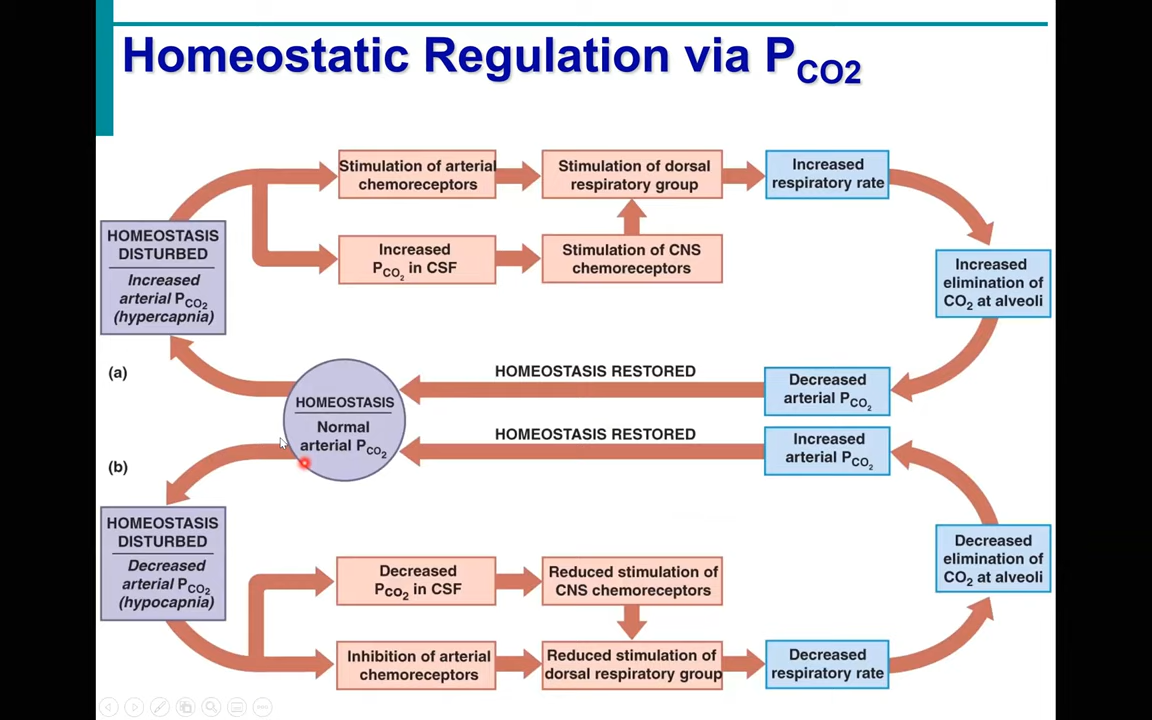 Homeostatic Regulation via PCO2
Stimulation of arterial
chemoreceptors
Stimulation of dorsal
respiratory group
Increased
respiratory rate
HOMEOSTASIS
DISTURBED
Increased
arterial PCO2
(hypercapnia)
Increased
PCO2 in CSF
Stimulation of CNS
chemoreceptors
Increased
elimination of
CO2 at alveoli
(a)
HOMEOSTASIS RESTORED
Decreased
arterial PCO2
HOMEOSTASIS
Normal
arterial PCO2
HOMEOSTASIS RESTORED
Increased
arterial PCO2
(b)
HOMEOSTASIS
DISTURBED
Decreased
arterial PCO2
(hypocapnia)
Decreased
PCO2 in CSF
Reduced stimulation of
CNS chemoreceptors
Decreased
elimination of
CO2 at alveoli
Inhibition of arterial
chemoreceptors
Reduced stimulation of
dorsal respiratory group
Decreased
respiratory rate